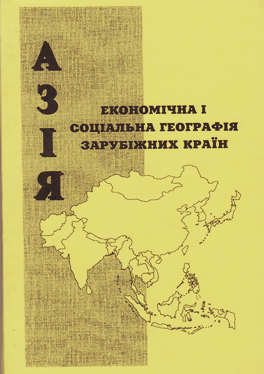 АЗІЯ
ЕКОНОМІЧНА І
СОЦІАЛЬНА ГЕОГРАФІЯ
ЗАРУБІЖНИХ КРАЇН